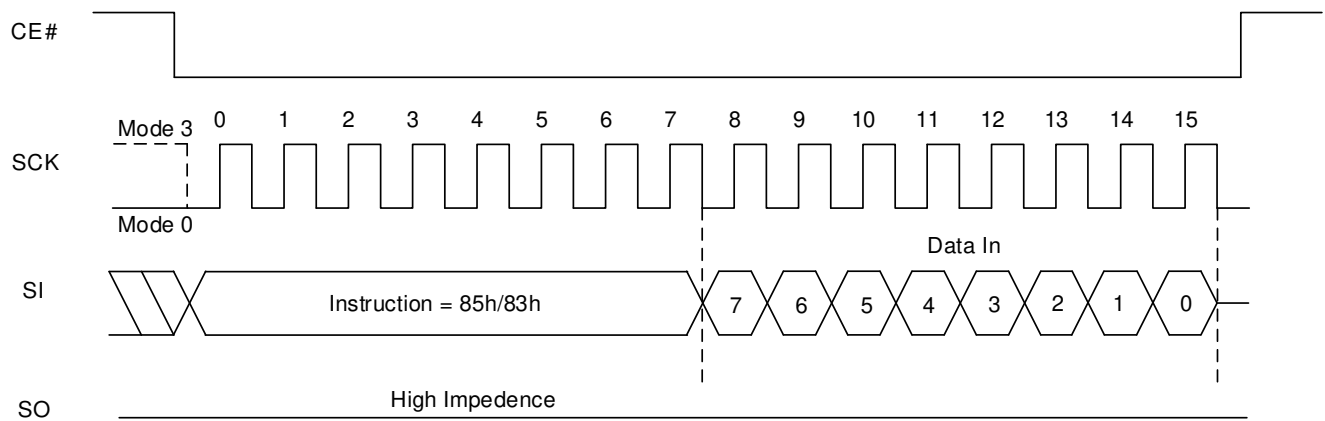 CE#
Mode 3 0 1 2 3 4 5 6 7 8 9 10 11 12 13 14 15
SCK
Mode 0
Data In
SI Instruction = 85h/83h 7 6 5 4 3 2 1 0
High Impedence
SO